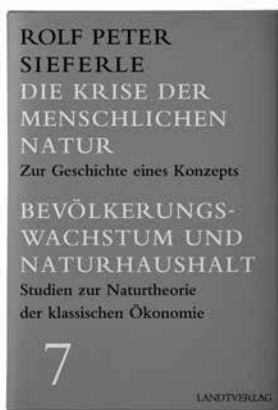 ROLF PETER
SIEFERLE
DIE KRISE DER
MENSCHLICHEN
NATUR
Zur Geschichte eines Konzepts
BEVÖLKERUNGS-
WACHSTUM UND
NATURHAUSHALT
Studien zur Naturtheorie
der klassischen Ökonomie
7
LANDTVERLAG